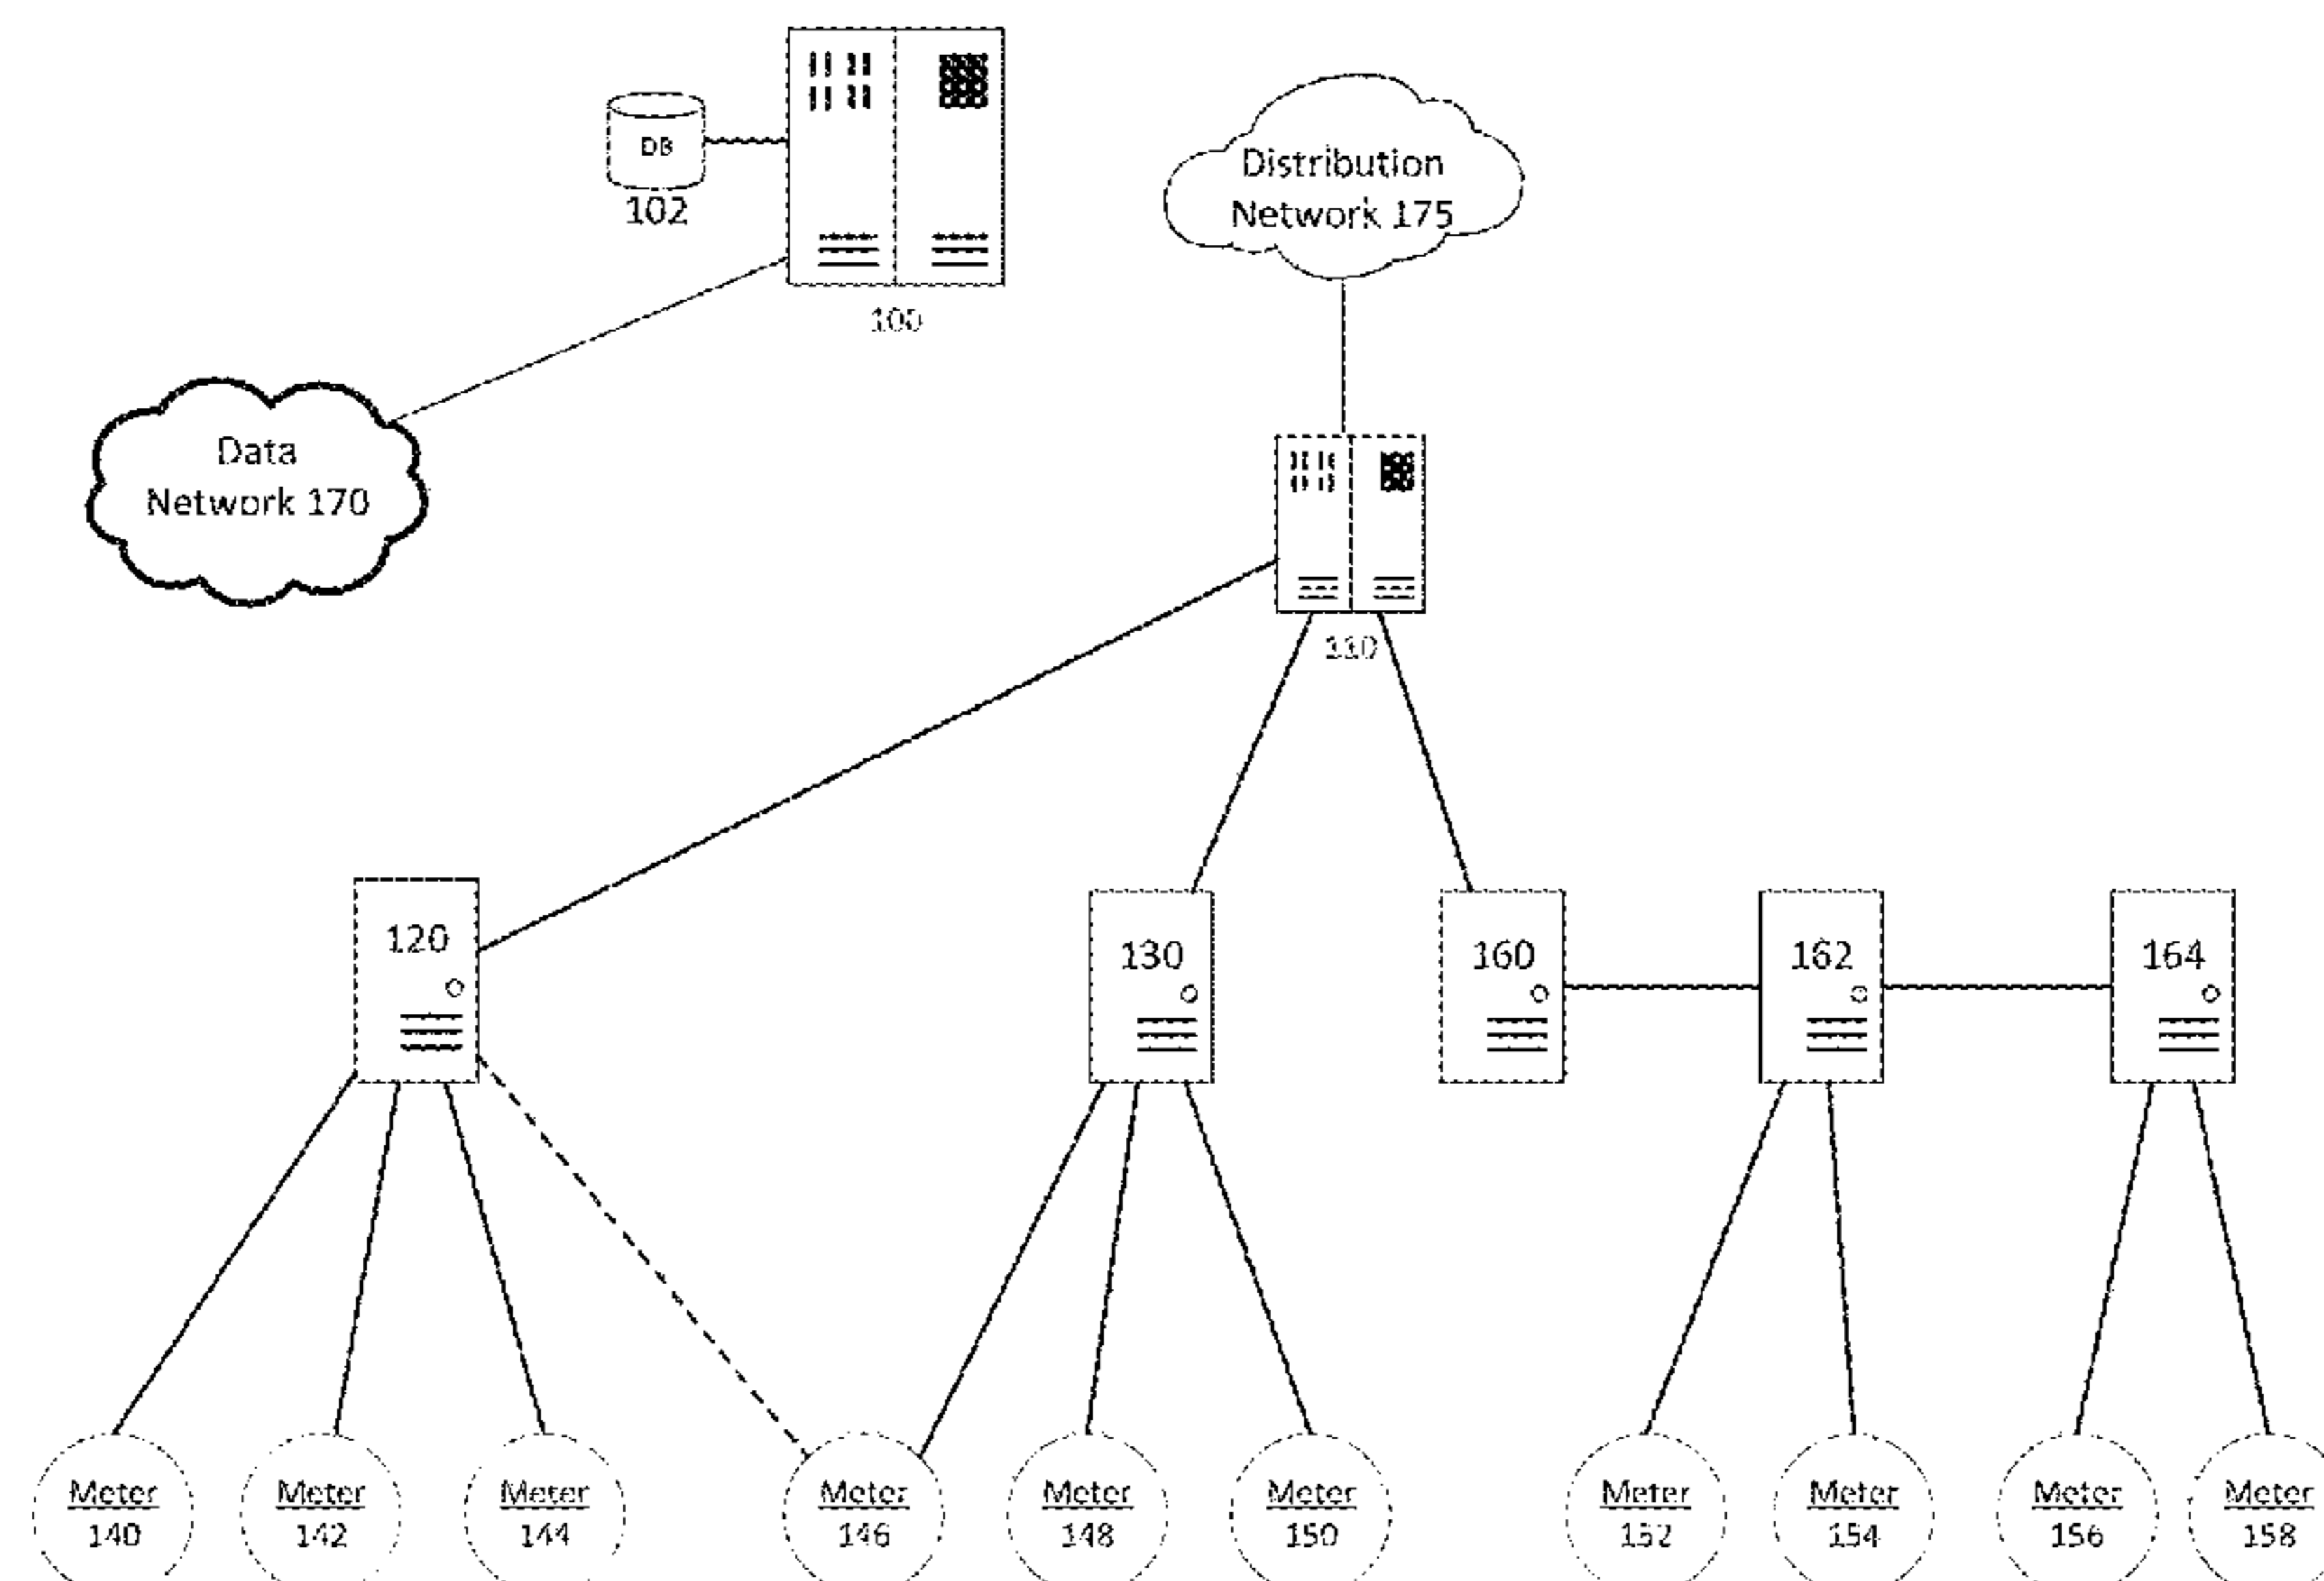 DB
102
100
Distribution
Network 175
Data
Network 170
110
120
130
160
162
164
Meter
140
Meter
142
Meter
144
Meter
146
Meter
148
Meter
150
Meter
152
Meter
154
Meter
156
Meter
158